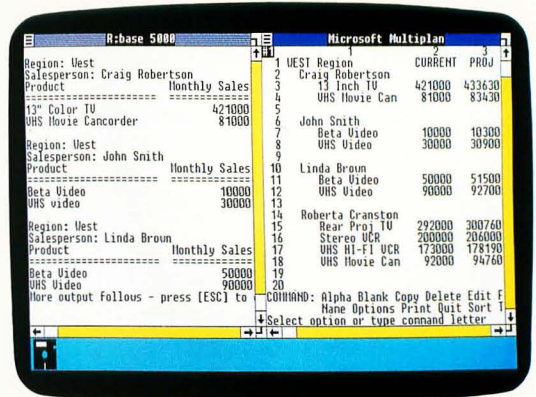 R:base 5000
Region: West
Salesperson: Craig Robertson
Product Monthly Sales
======================= =============
13" Color TV 421000
VHS Movie Camcorder 81000
Region: West
Salesperson: John Smith
Product Monthly Sales
======================= =============
Beta Video 10000
VHS video 30000
Region: West
Salesperson: Linda Brown
Product Monthly Sales
======================= =============
Beta Video 50000
VHS Video 90000
More output follows - press [ESC] to
Microsoft Multiplan
#1 1 2 3
1 WEST Region CURRENT PROJ
2 Craig Robertson
3 13 Inch TV 421000 433630
4 VHS Movie Can 81000 83430
5
6 John Smith
7 Beta Video 10000 10300
8 VHS Video 30000 30900
9
10 Linda Brown
11 Beta Video 50000 51500
12 VHS Video 90000 92700
13
14 Roberta Cranston
15 Rear Proj TV 292000 300760
16 Stereo VCR 200000 206000
17 VHS HI-FI VCR 173000 178190
18 VHS Movie Can 92000 94760
19
20
COMMAND: Alpha Blank Copy Delete Edit F
Name Options Print Quit Sort T
Select option or type command letter